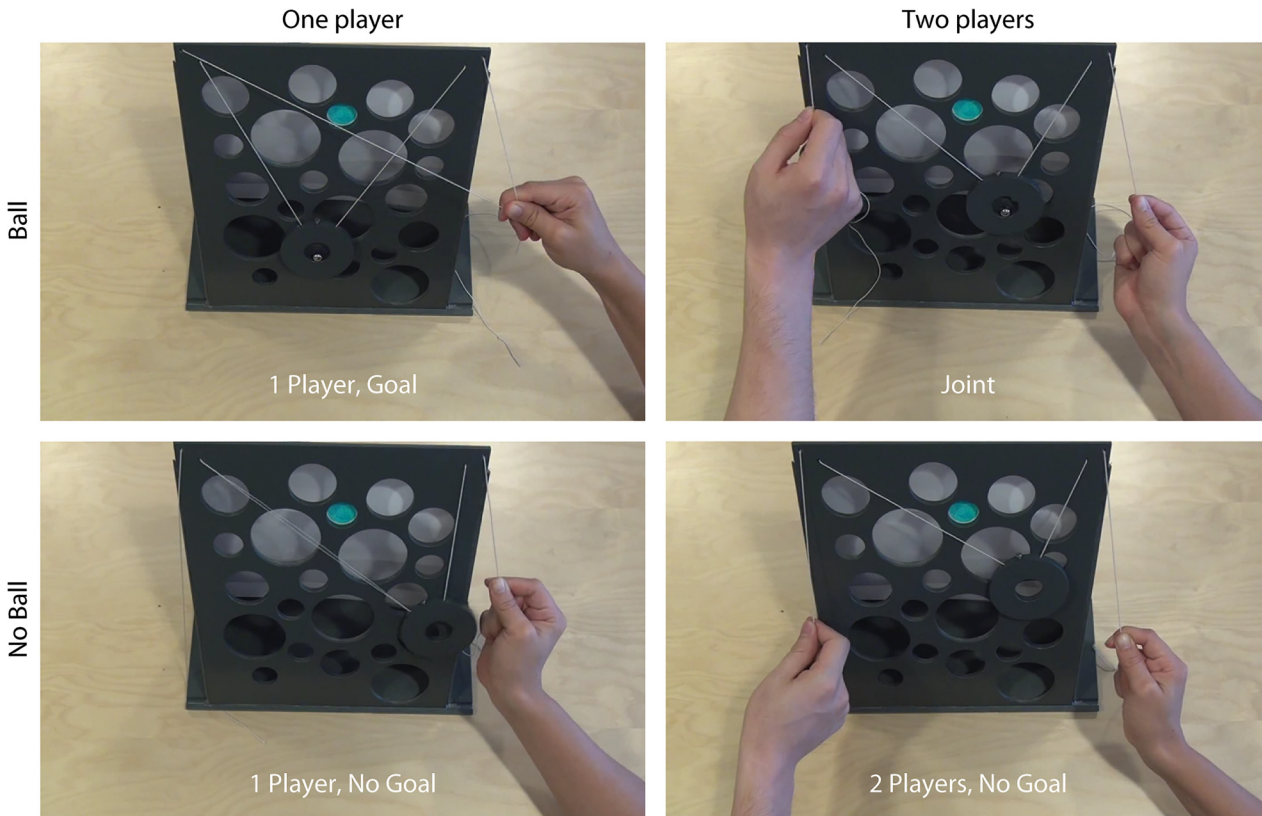 One player
Two players
Ball
1 Player, Goal
Joint
No Ball
1 Player, No Goal
2 Players, No Goal